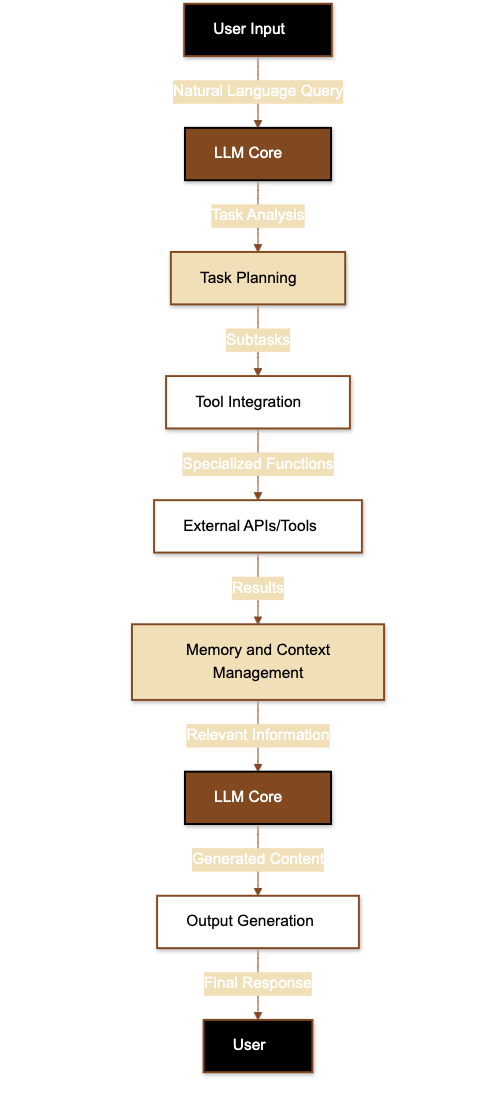 User Input
Natural Language Query
LLM Core
Task Analysis
Task Planning
Subtasks
Tool Integration
Specialized Functions
External APIs/Tools
Results
Memory and Context
Management
Relevant Information
LLM Core
Generated Content
Output Generation
Final Response
User